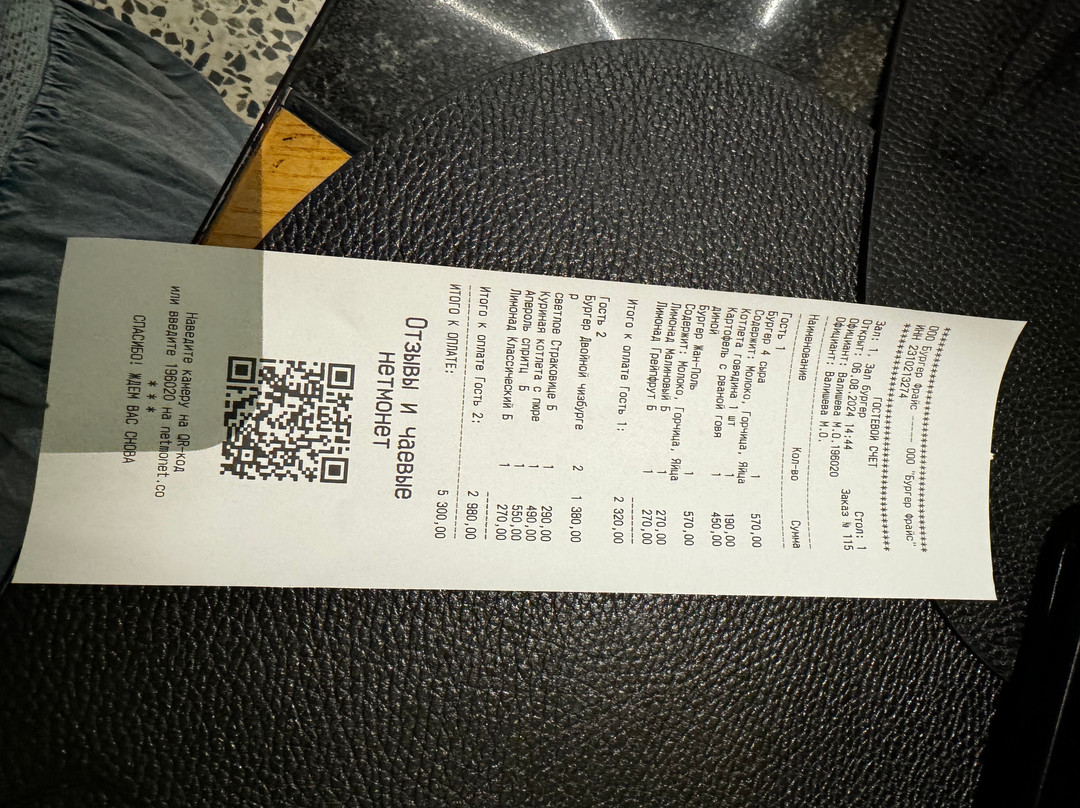 *********************************
ООО Бургер Фрайс ------ ООО "Бургер Фрайс"
ИНН 2310213274
*********************************
ГОСТЕВОЙ СЧЕТ
Зал: 1. Зал бургер Стол: 1
Открыт: 06.08.2024 14:44 Заказ № 115
Официант: Валишева М.О.196020
Официант: Валишева М.О.
Наименование Кол-во Сумма
Гость 1
Бургер 4 сыра 1 570,00
Содержит: Молоко, Горчица, Яйца
Котлета говядина 1 шт 1 190,00
Картофель с рваной говя 1 450,00
диной
Бургер Жан-Поль 1 570,00
Содержит: Молоко, Горчица, Яйца
Лимонад Малиновый Б 1 270,00
Лимонад Грейпфрут Б 1 270,00
Итого к оплате Гость 1: 2 320,00
Гость 2
Бургер Двойной чизбурге 2 1 380,00
р
светлое Страковице Б 1 290,00
Куриная котлета с пюре 1 490,00
Апероль спритц Б 1 550,00
Лимонад Классический Б 1 270,00
Итого к оплате Гость 2: 2 980,00
ИТОГО К ОПЛАТЕ: 5 300,00
Отзывы и чаевые
нетмонет
Наведите камеру на QR-код
или введите 196020 на netmonet.co
* * *
СПАСИБО! ЖДЕМ ВАС СНОВА